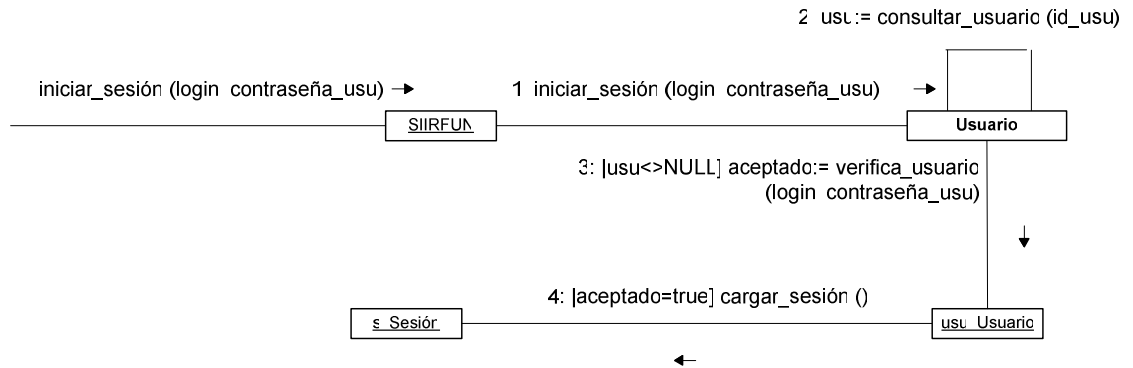 2 usu:= consultar_usuario (id_usu)
iniciar_sesión (login contraseña_usu)
1 iniciar_sesión (login contraseña_usu)
SIIRFUN
Usuario
3: [usu<>NULL] aceptado:= verifica_usuario
(login contraseña_usu)
4: [aceptado=true] cargar_sesión ()
s Sesión
usu Usuario